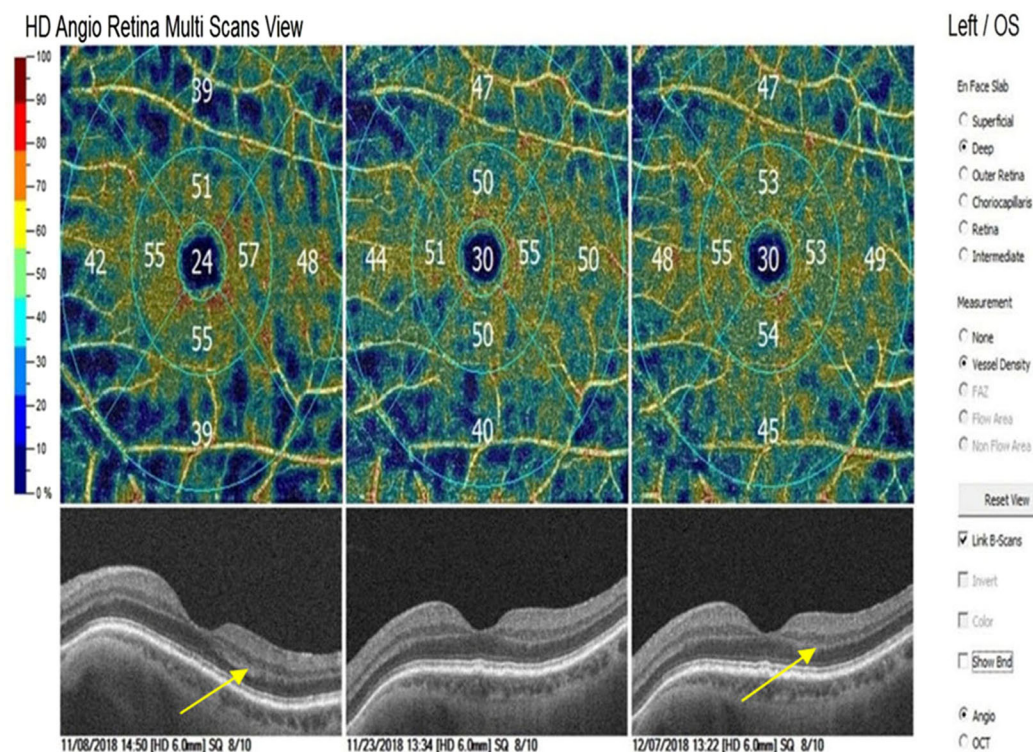 HD Angio Retina Multi Scans View
Left / OS
100
90
80
70
60
50
40
30
20
10
0 %
39
51
42 55 24 57 48
55
39
47
50
44 51 30 55 50
50
40
47
53
48 55 30 53 49
54
45
11/08/2018 14:50 [HD 6.0mm] SQ 8/10
11/23/2018 13:34 [HD 6.0mm] SQ 8/10
12/07/2018 13:22 [HD 6.0mm] SQ 8/10
En Face Slab
Superficial
Deep
Outer Retina
Choriocapillaris
Retina
Intermediate
Measurement
None
Vessel Density
FAZ
Flow Area
Non Flow Area
Reset View
Link B-Scans
Invert
Color
Show Bnd
Angio
OCT